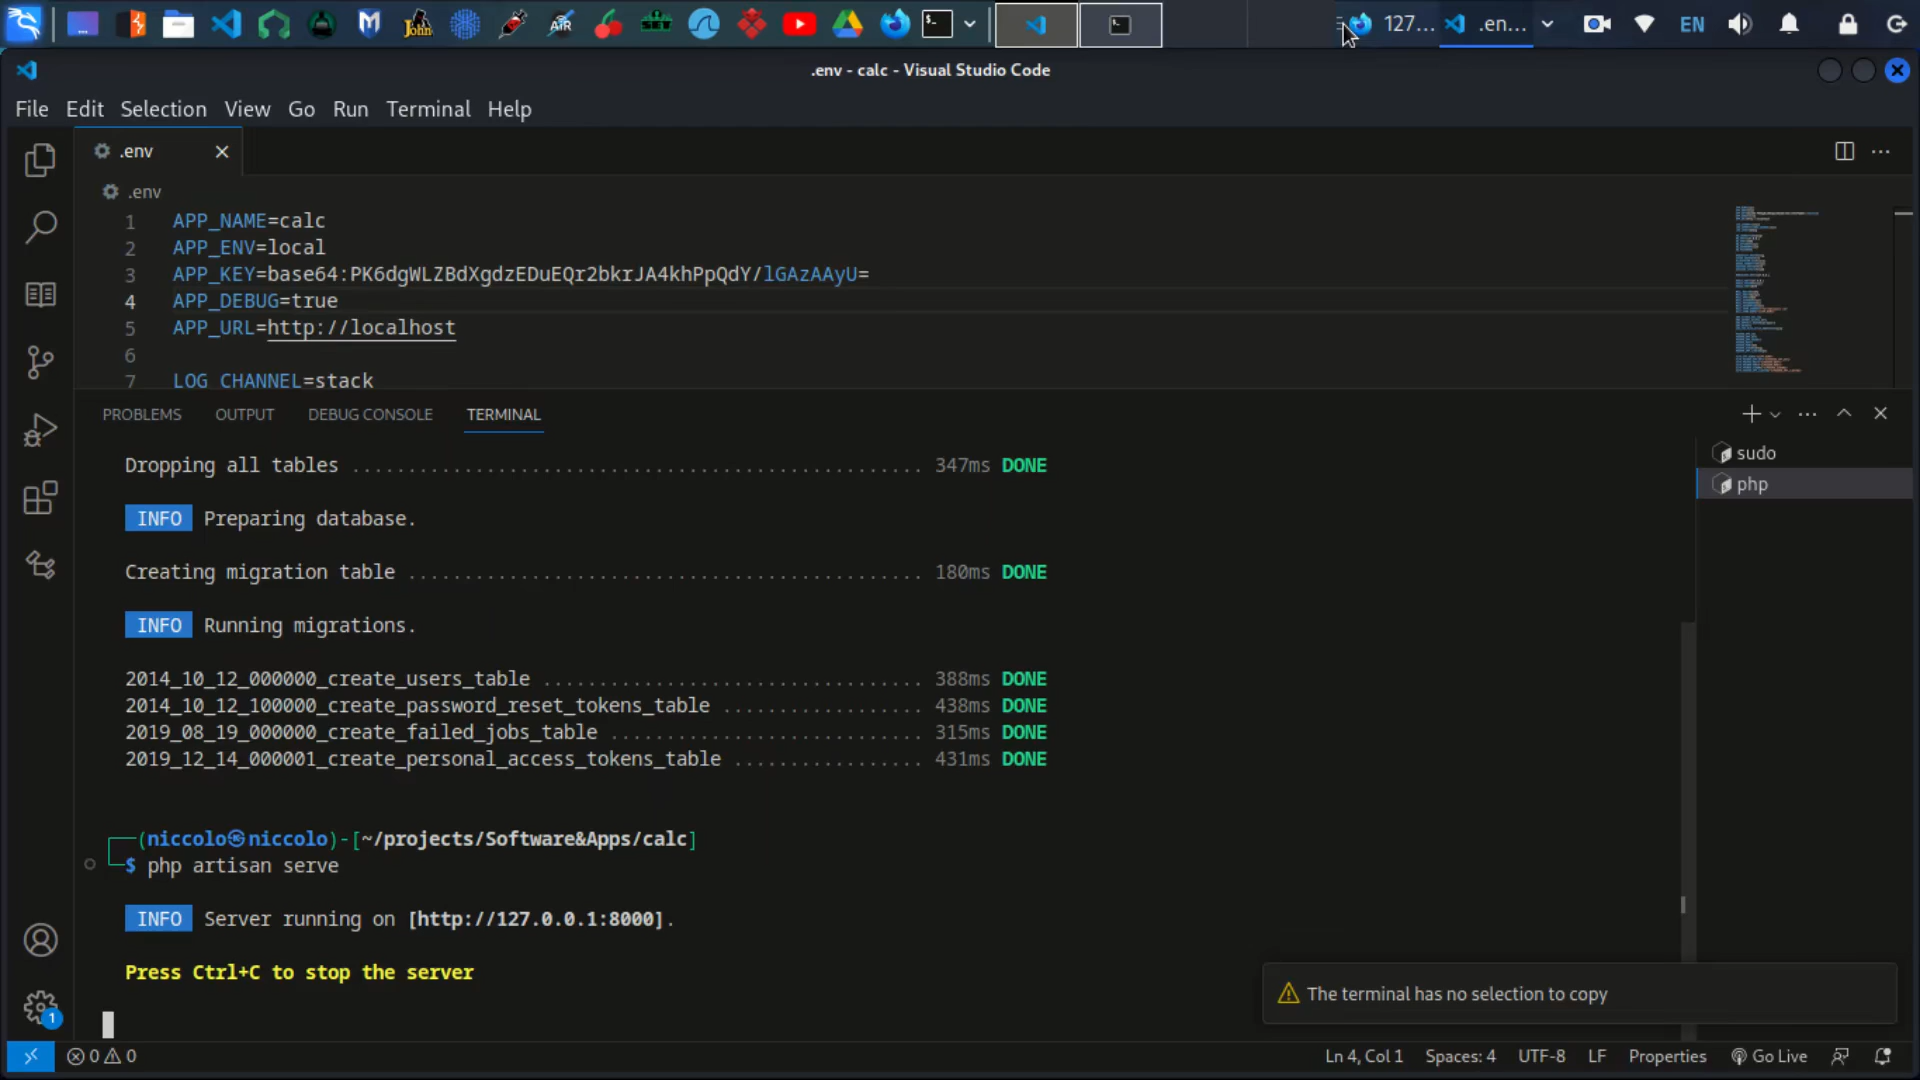 127...
.en...
EN
.env - calc - Visual Studio Code
File Edit Selection View Go Run Terminal Help
.env
.env
1 APP_NAME=calc
2 APP_ENV=local
3 APP_KEY=base64:PK6dgWLZBdXgdzEDuEQr2bkrJA4khPpQdY/lGAzAAyU=
4 APP_DEBUG=true
5 APP_URL=http://localhost
6
7 LOG_CHANNEL=stack
PROBLEMS OUTPUT DEBUG CONSOLE TERMINAL
sudo
php
Dropping all tables ................................................... 347ms DONE
INFO Preparing database.
Creating migration table .............................................. 180ms DONE
INFO Running migrations.
2014_10_12_000000_create_users_table .................................. 388ms DONE
2014_10_12_100000_create_password_reset_tokens_table .................. 438ms DONE
2019_08_19_000000_create_failed_jobs_table ............................ 315ms DONE
2019_12_14_000001_create_personal_access_tokens_table ................. 431ms DONE
(niccolo㉿niccolo)-[~/projects/Software&Apps/calc]
$ php artisan serve
INFO Server running on [http://127.0.0.1:8000].
Press Ctrl+C to stop the server
The terminal has no selection to copy
1
0 0
Ln 4, Col 1 Spaces: 4 UTF-8 LF Properties Go Live